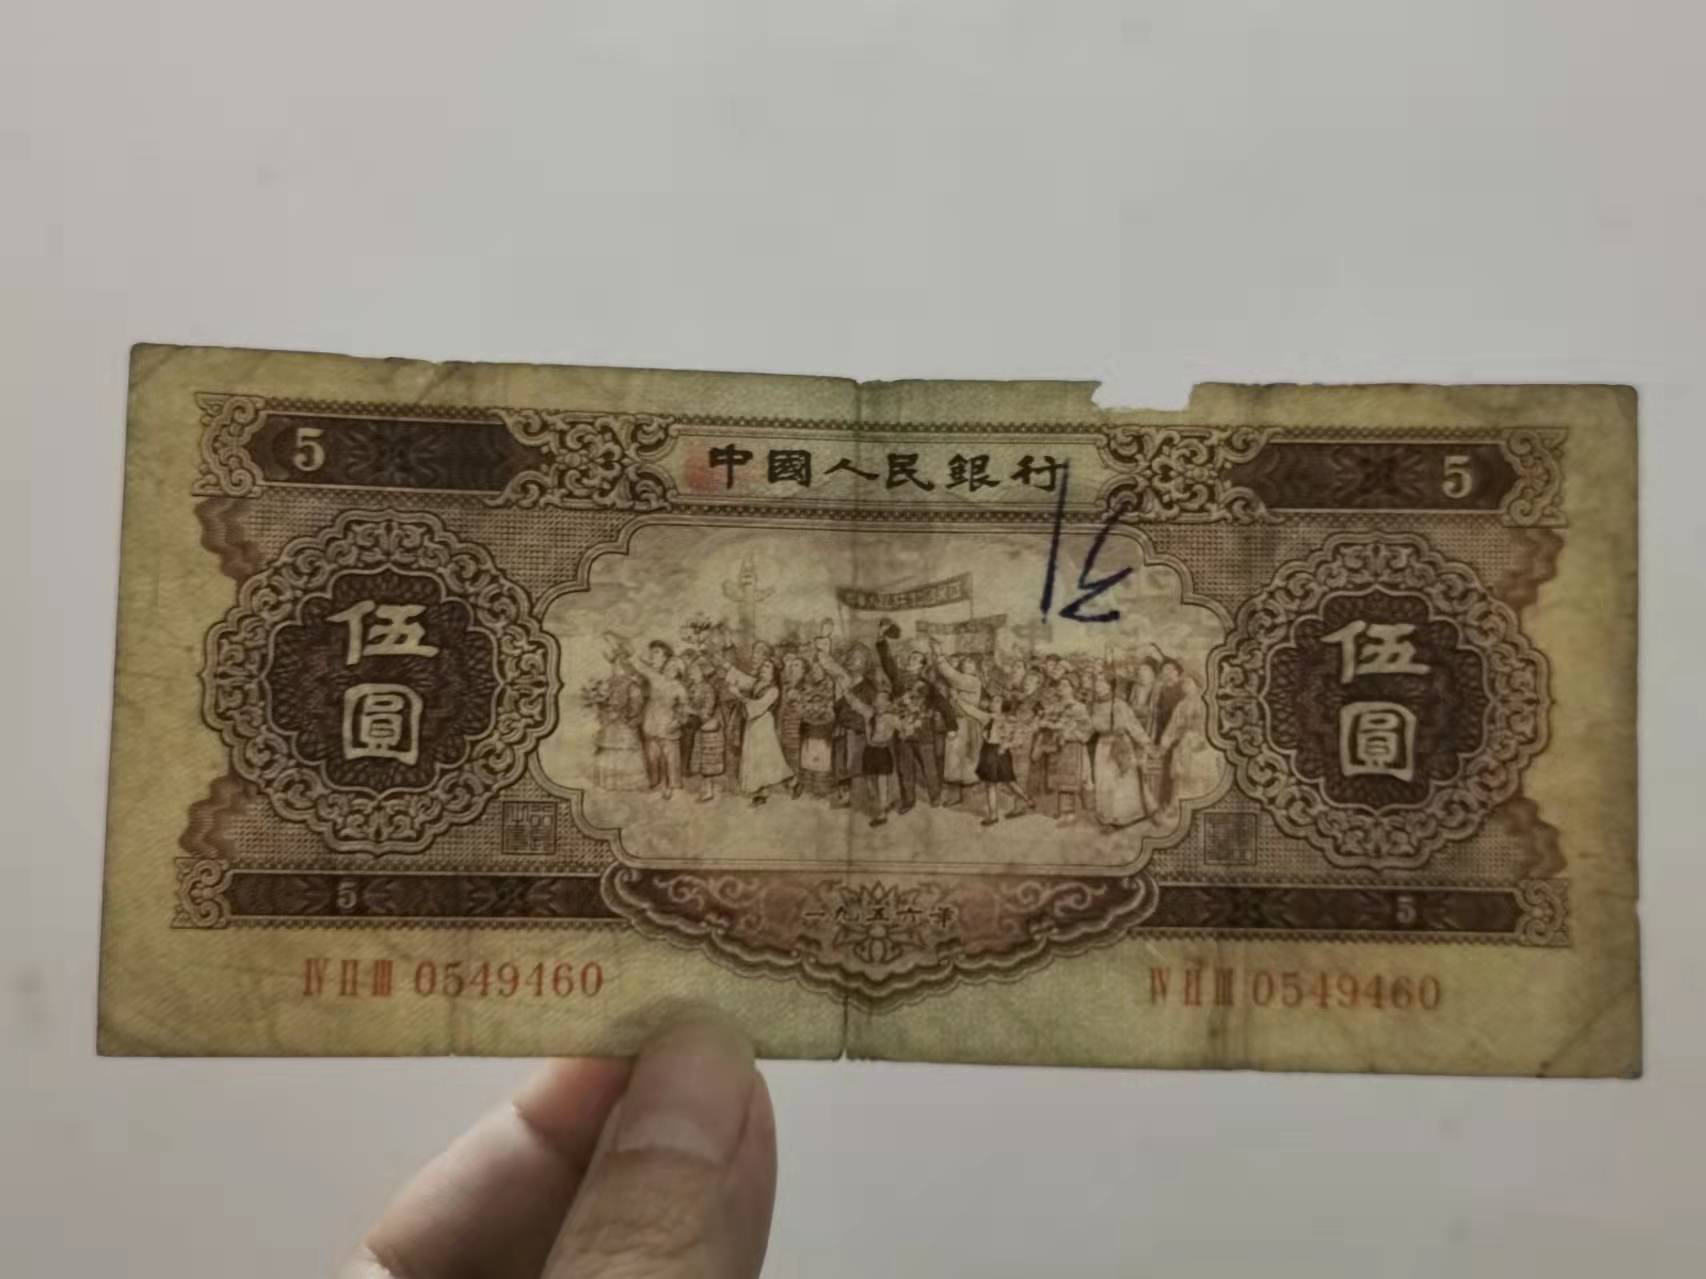 5 中國人民銀行 5
伍圓 伍圓
5 一九五六年 5
Ⅳ Ⅱ Ⅲ 0549460 Ⅳ Ⅱ Ⅲ 0549460